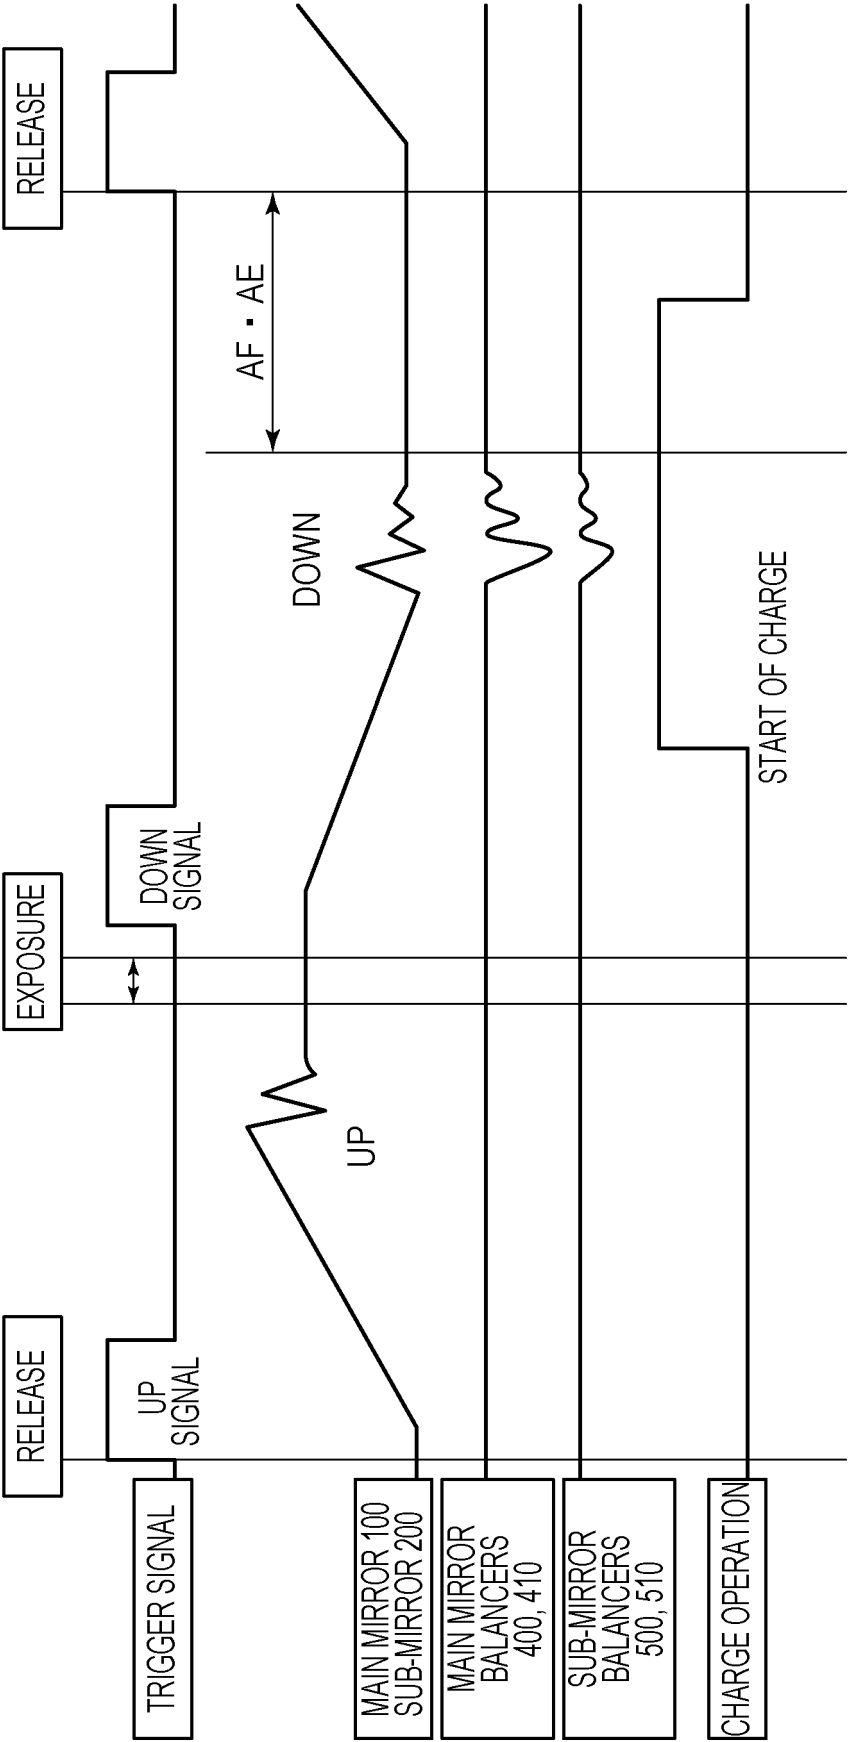 RELEASE
EXPOSURE
RELEASE
TRIGGER SIGNAL
UP
SIGNAL
DOWN
SIGNAL
AF・AE
MAIN MIRROR 100
SUB-MIRROR 200
UP
DOWN
MAIN MIRROR
BALANCERS
400, 410
SUB-MIRROR
BALANCERS
500, 510
CHARGE OPERATION
START OF CHARGE